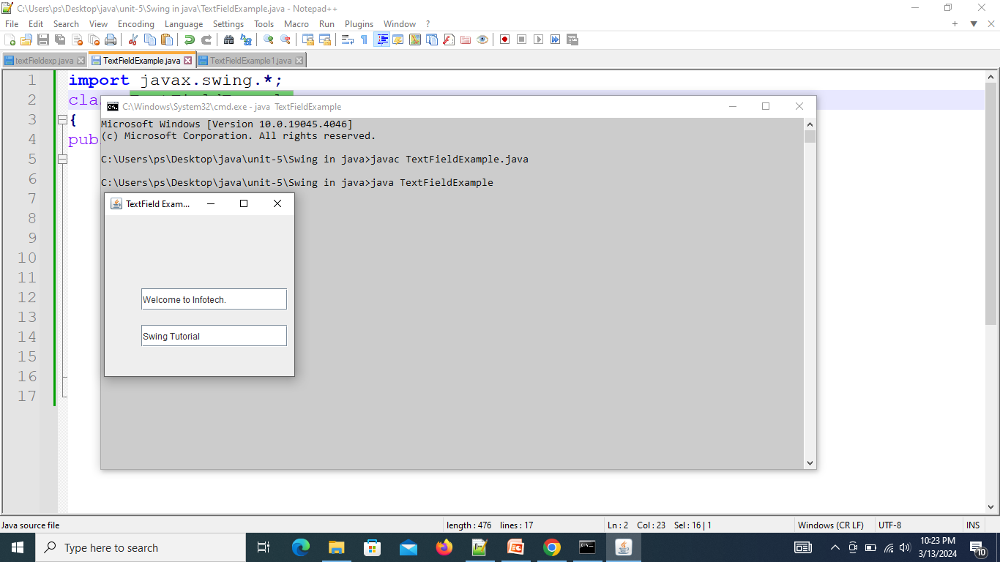 C:\Users\ps\Desktop\java\unit-5\Swing in java\TextFieldExample.java - Notepad++
File Edit Search View Encoding Language Settings Tools Macro Run Plugins Window ?
textFieldexp.java TextFieldExample.java TextFieldExample1.java
1 import javax.swing.*;
2
3 {
4
5
6
7
8
9
10
11
12
13
14
15
16
17
C:\Windows\System32\cmd.exe - java TextFieldExample
Microsoft Windows [Version 10.0.19045.4046]
(c) Microsoft Corporation. All rights reserved.
C:\Users\ps\Desktop\java\unit-5\Swing in java>javac TextFieldExample.java
C:\Users\ps\Desktop\java\unit-5\Swing in java>java TextFieldExample
TextField Exam...
Welcome to Infotech.
Swing Tutorial
Java source file length : 476 lines : 17 Ln : 2 Col : 23 Sel : 16 | 1 Windows (CR LF) UTF-8 INS
Type here to search
10:23 PM
3/13/2024
10